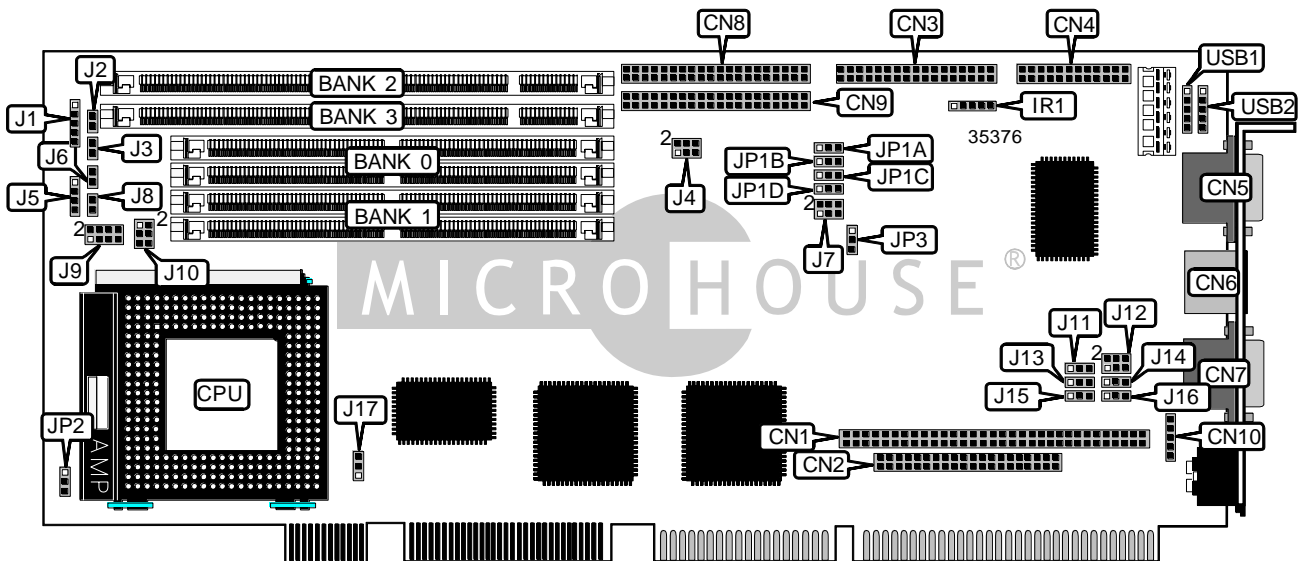 CN8
CN3
CN4
USB1
J2
BANK 2
CN9
IR1
USB2
J1
BANK 3
35376
J3
J6
BANK 0
2
JP1A
JP1B
JP1C
CN5
J5
J8
J4
JP1D
BANK 1
2
2
2
J7
JP3
J9
J10
MICROHOUSE
®
CN6
J11
J12
2
J13
J14
CPU
CN7
J15
J16
JP2
J17
AMP
CN1
CN10
CN2